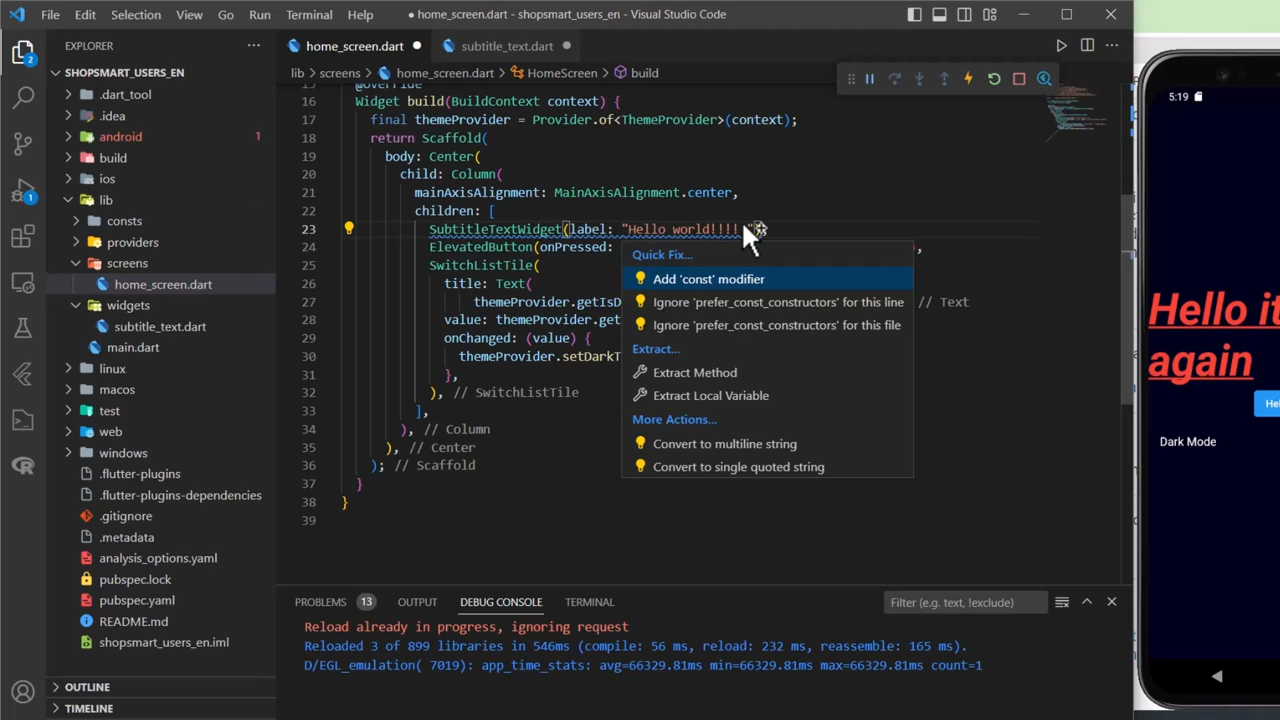 File Edit Selection View Go Run Terminal Help
● home_screen.dart - shopsmart_users_en - Visual Studio Code
EXPLORER
home_screen.dart
subtitle_text.dart
SHOPSMART_USERS_EN
lib > screens > home_screen.dart > HomeScreen > build
.dart_tool
.idea
android 1
build
ios
lib
consts
providers
screens
home_screen.dart
widgets
subtitle_text.dart
main.dart
linux
macos
test
web
windows
.flutter-plugins
.flutter-plugins-dependencies
.gitignore
.metadata
analysis_options.yaml
pubspec.lock
pubspec.yaml
README.md
shopsmart_users_en.iml
OUTLINE
TIMELINE
2
1
15 @override
16 Widget build(BuildContext context) {
17 final themeProvider = Provider.of<ThemeProvider>(context);
18 return Scaffold(
19 body: Center(
20 child: Column(
21 mainAxisAlignment: MainAxisAlignment.center,
22 children: [
23 SubtitleTextWidget(label: "Hello world!!!!
24 ElevatedButton(onPressed: ,
25 SwitchListTile(
26 title: Text(
27 themeProvider.getIsD // Text
28 value: themeProvider.get
29 onChanged: (value) {
30 themeProvider.setDarkT
31 },
32 ), // SwitchListTile
33 ],
34 ), // Column
35 ), // Center
36 ); // Scaffold
37 }
38 }
39
Quick Fix...
Add 'const' modifier
Ignore 'prefer_const_constructors' for this line
Ignore 'prefer_const_constructors' for this file
Extract...
Extract Method
Extract Local Variable
More Actions...
Convert to multiline string
Convert to single quoted string
PROBLEMS 13 OUTPUT DEBUG CONSOLE TERMINAL
Filter (e.g. text, !exclude)
Reload already in progress, ignoring request
Reloaded 3 of 899 libraries in 546ms (compile: 56 ms, reload: 232 ms, reassemble: 165 ms).
D/EGL_emulation( 7019): app_time_stats: avg=66329.81ms min=66329.81ms max=66329.81ms count=1
5:19
Hello it
again
Hel
Dark Mode